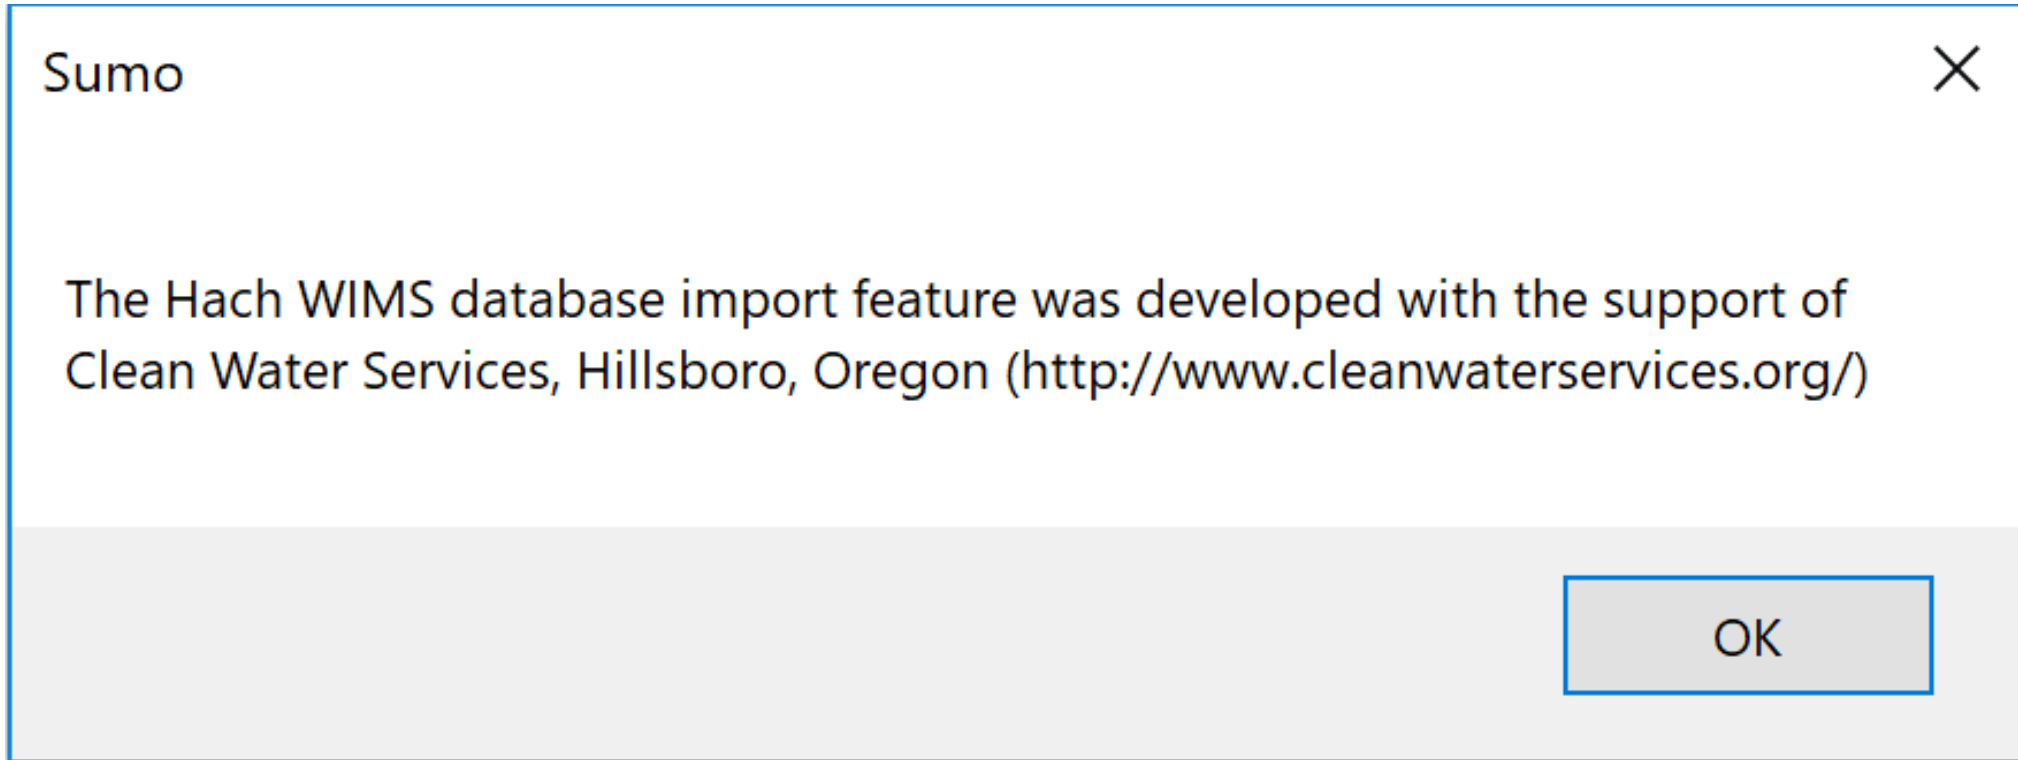 Sumo
The Hach WIMS database import feature was developed with the support of
Clean Water Services, Hillsboro, Oregon (http://www.cleanwaterservices.org/)
OK